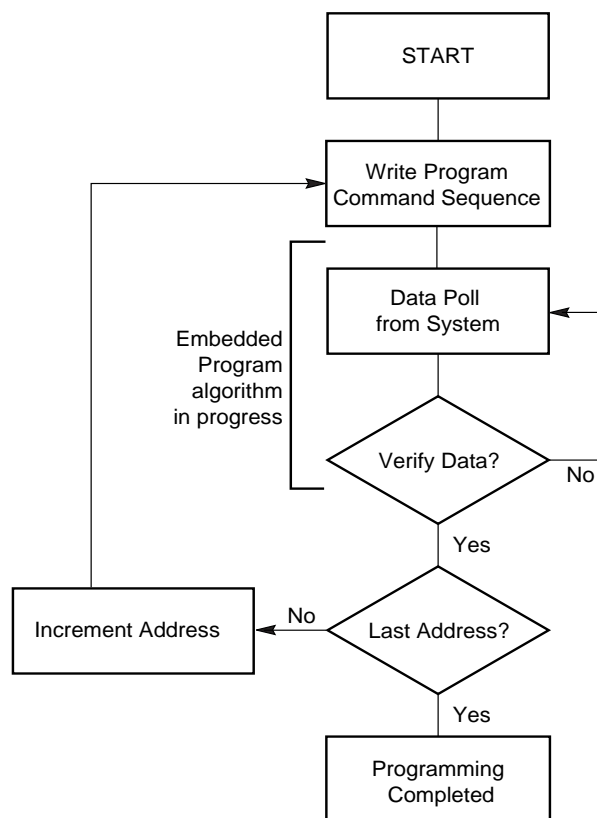 START
Write Program
Command Sequence
Data Poll
from System
Embedded
Program
algorithm
in progress
Verify Data?
No
Yes
No
Increment Address
Last Address?
Yes
Programming
Completed